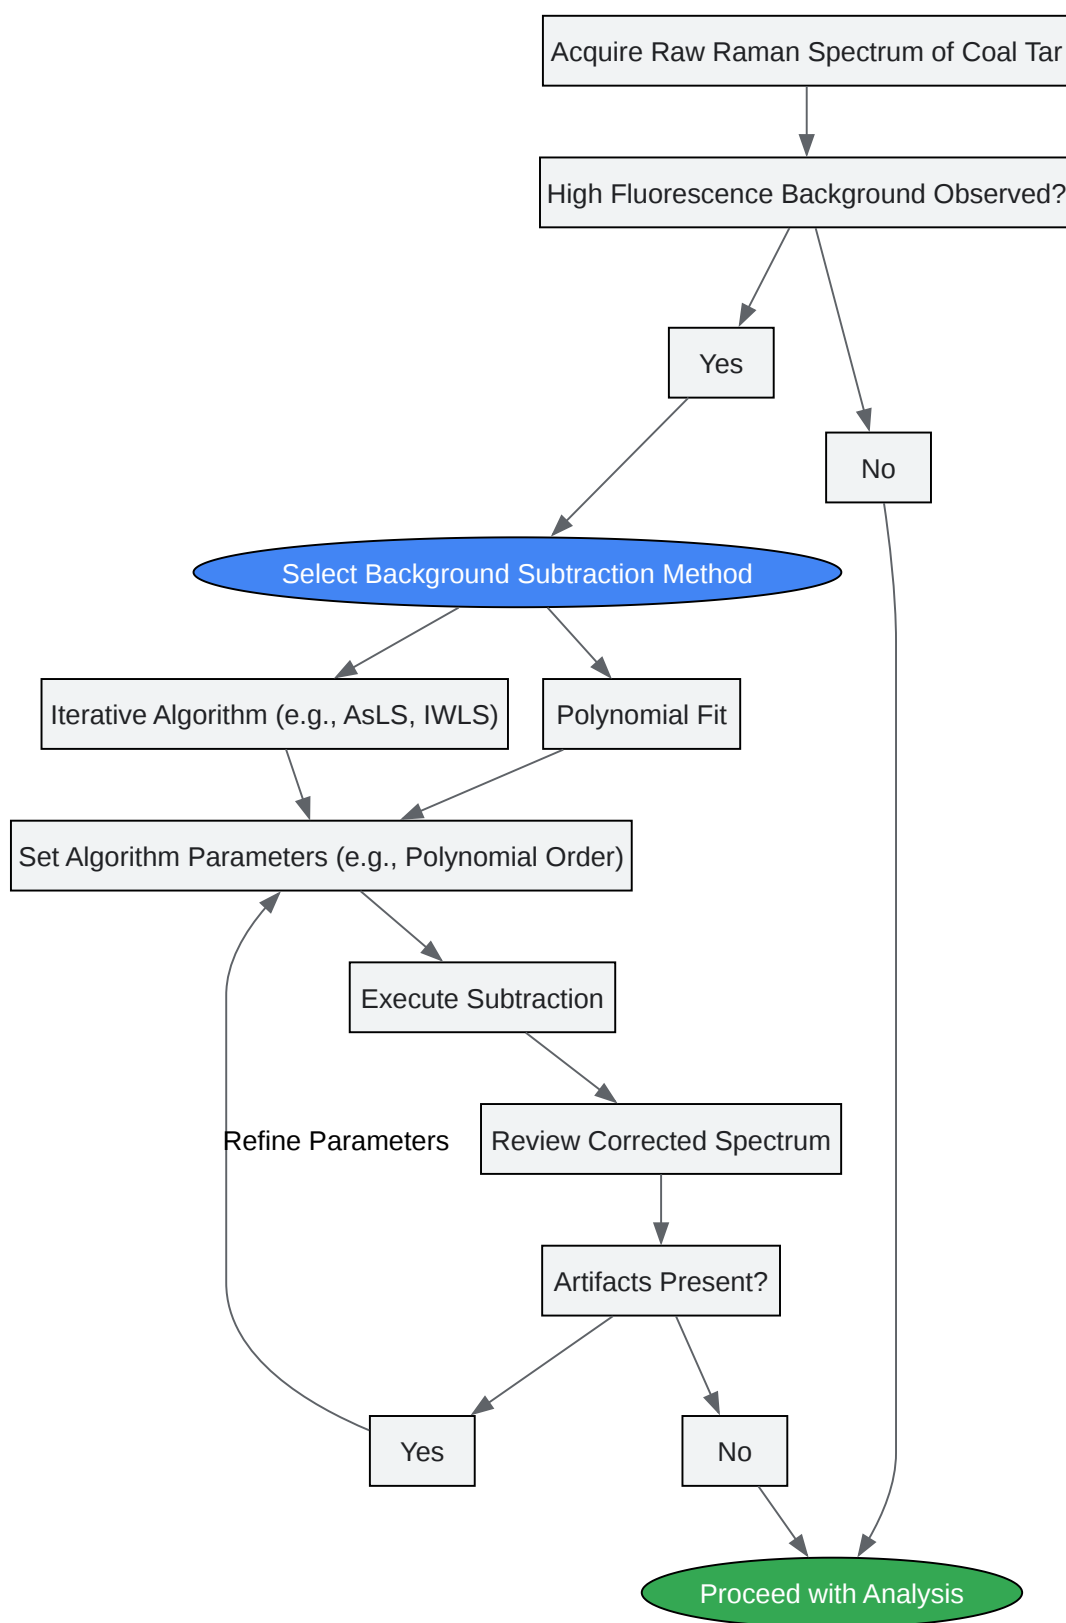 Acquire Raw Raman Spectrum of Coal Tar
High Fluorescence Background Observed?
Yes
No
Select Background Subtraction Method
Iterative Algorithm (e.g., AsLS, IWLS)
Polynomial Fit
Set Algorithm Parameters (e.g., Polynomial Order)
Execute Subtraction
Refine Parameters
Review Corrected Spectrum
Artifacts Present?
Yes
No
Proceed with Analysis